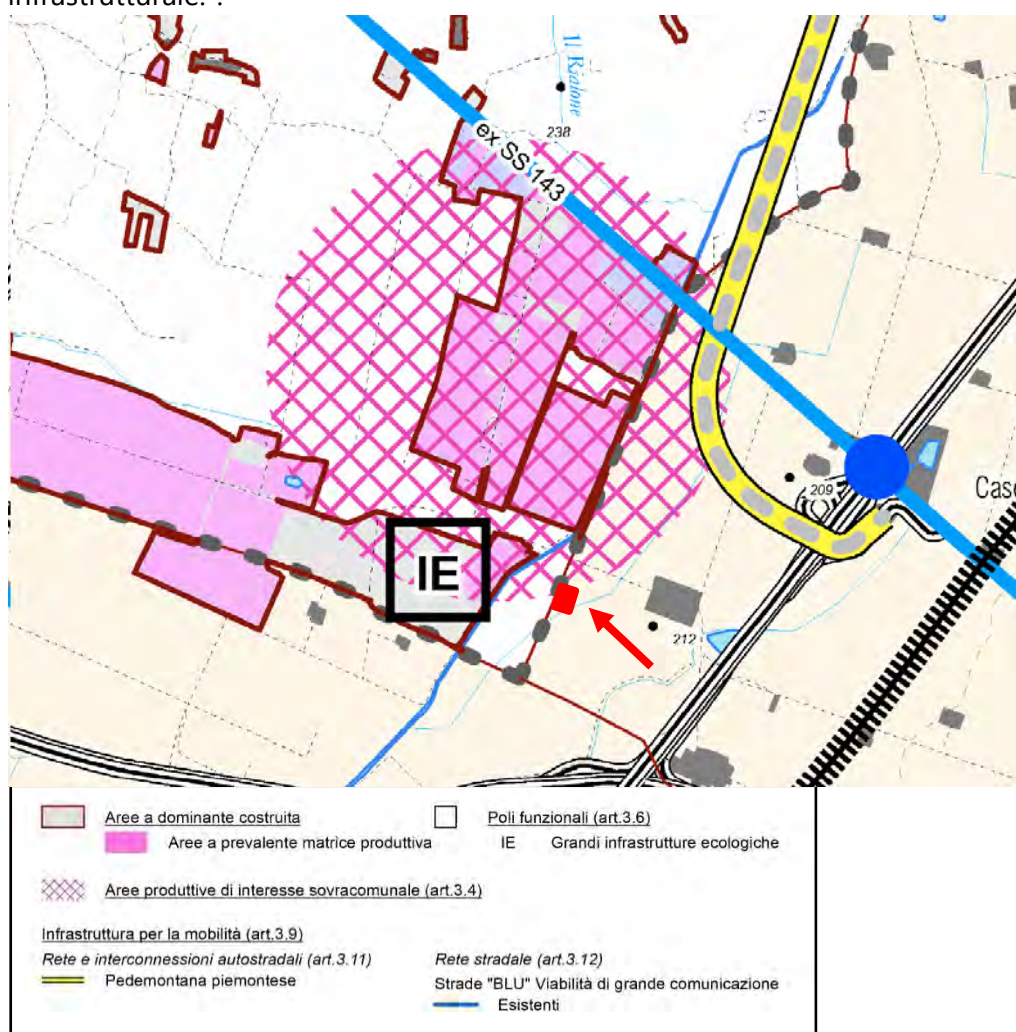 infrastrutturale. .
Il Riaione
238
ex SS 143
209
Casc
IE
212
Aree a dominante costruita
Aree a prevalente matrice produttiva
Aree produttive di interesse sovracomunale (art.3.4)
Infrastruttura per la mobilità (art.3.9)
Rete e interconnessioni autostradali (art.3.11)
Pedemontana piemontese
Poli funzionali (art.3.6)
IE Grandi infrastrutture ecologiche
Rete stradale (art.3.12)
Strade "BLU" Viabilità di grande comunicazione
Esistenti